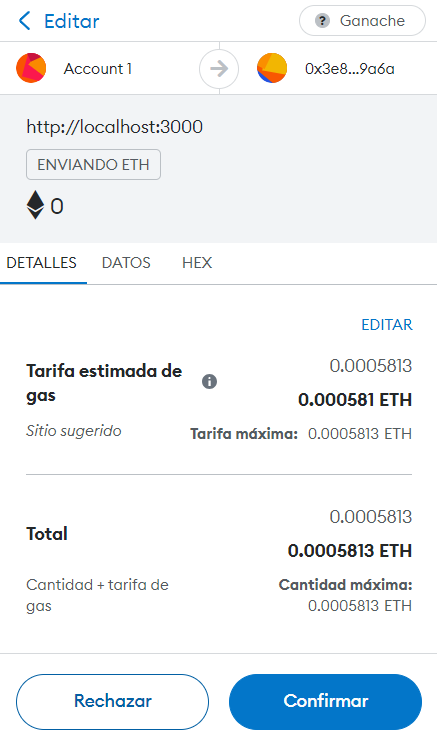 Editar
? Ganache
Account 1
0x3e8...9a6a
http://localhost:3000
ENVIANDO ETH
0
DETALLES DATOS HEX
EDITAR
Tarifa estimada de gas
0.0005813
0.000581 ETH
Sitio sugerido
Tarifa máxima: 0.0005813 ETH
Total
0.0005813
0.0005813 ETH
Cantidad + tarifa de gas
Cantidad máxima:
0.0005813 ETH
Rechazar
Confirmar